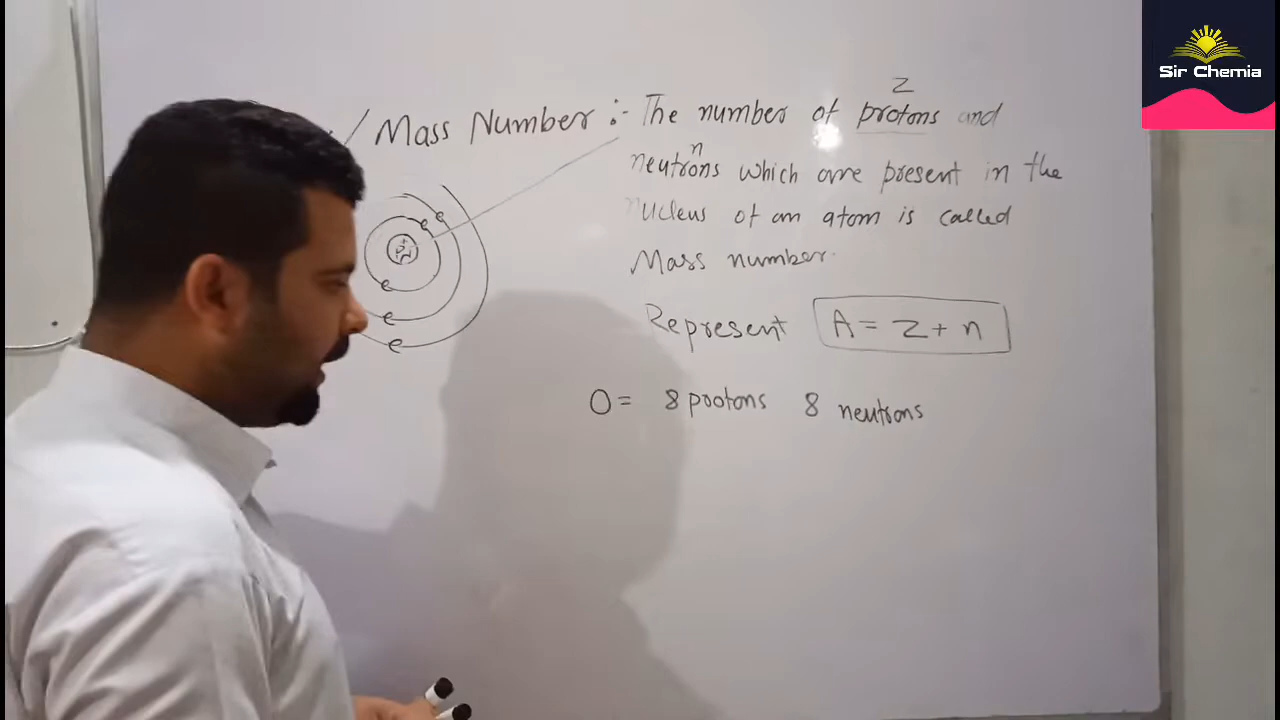 Sir Chemia
Z
/ Mass Number :- The number of protons and
n
neutrons which are present in the
nucleus of an atom is called
Mass number.
Represent A = Z + n
O = 8 protons 8 neutrons
e e
e
e
e